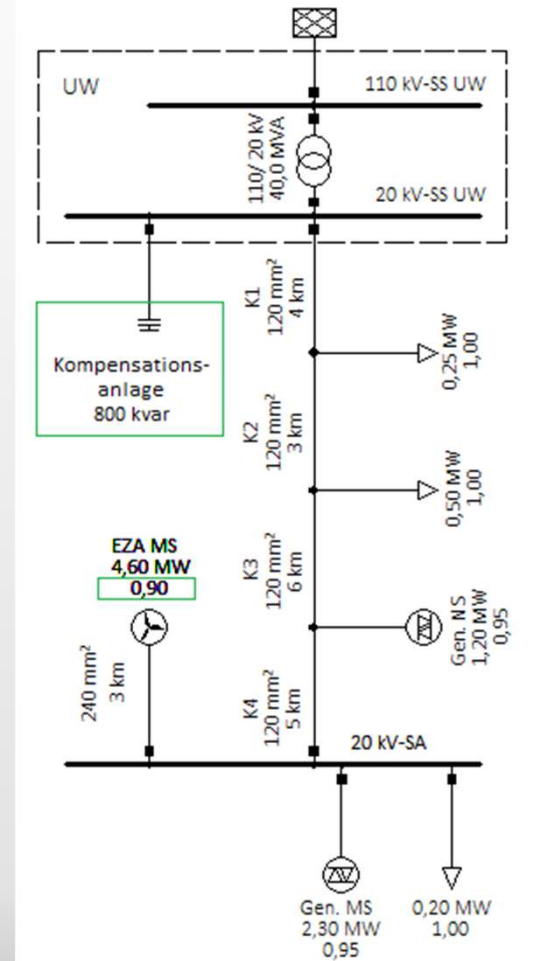 UW
110 kV-SS UW
110/ 20 kV
40,0 MVA
20 kV-SS UW
K1
120 mm²
4 km
0,25 MW
1,00
Kompensations-
anlage
800 kvar
K2
120 mm²
3 km
0,50 MW
1,00
EZA MS
4,60 MW
0,90
K3
120 mm²
6 km
Gen. NS
1,20 MW
0,95
240 mm²
3 km
K4
120 mm²
5 km
20 kV-SA
Gen. MS
2,30 MW
0,95
0,20 MW
1,00